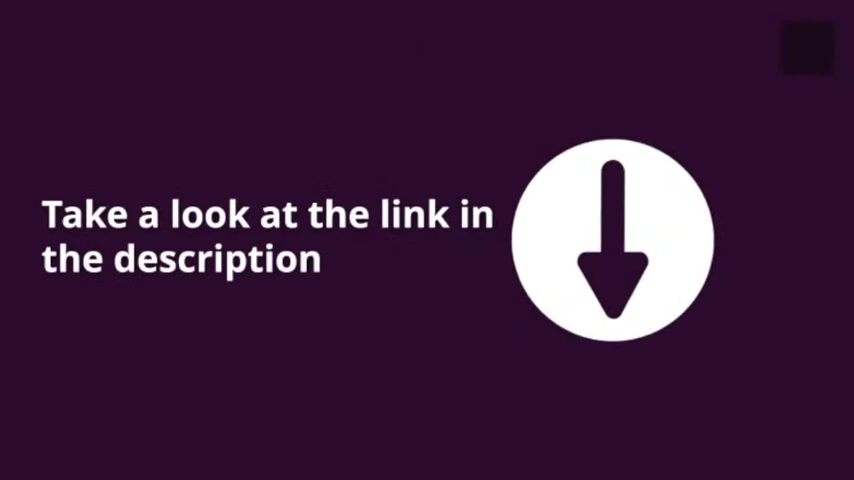 Take a look at the link in
the description